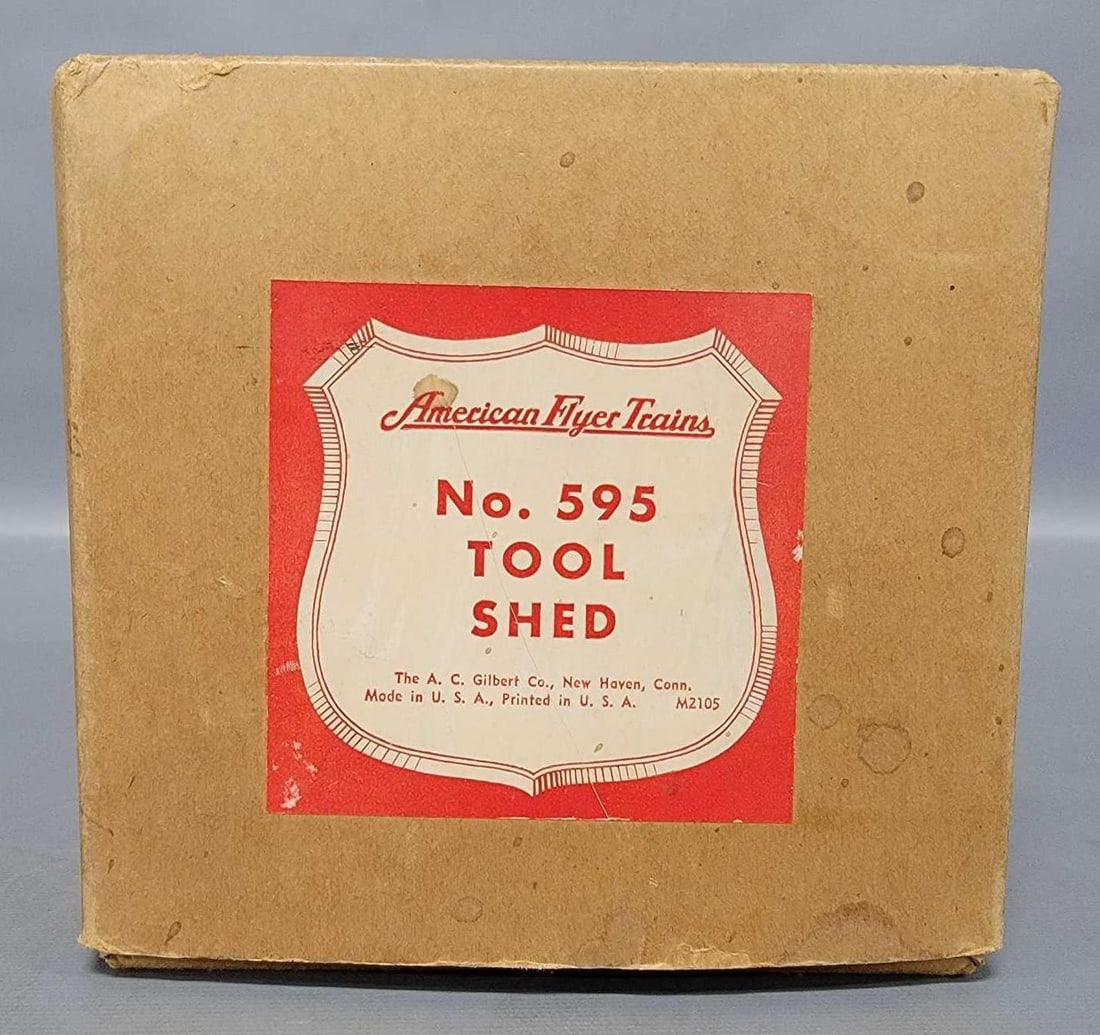 American Flyer Trains
No. 595
TOOL
SHED
The A. C. Gilbert Co., New Haven, Conn.
Made in U. S. A., Printed in U. S. A. M2105